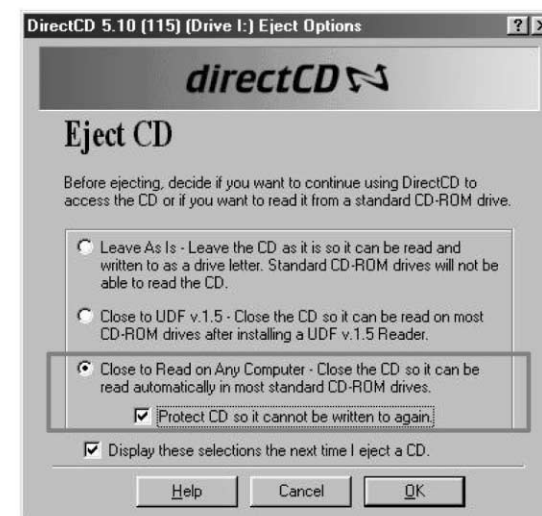 DirectCD 5.10 (115) (Drive I:) Eject Options
directCD
Eject CD
Before ejecting, decide if you want to continue using DirectCD to
access the CD or if you want to read it from a standard CD-ROM drive.
Leave As Is - Leave the CD as it is so it can be read and
written to as a drive letter. Standard CD-ROM drives will not be
able to read the CD.
Close to UDF v.1.5 - Close the CD so it can be read on most
CD-ROM drives after installing a UDF v.1.5 Reader.
Close to Read on Any Computer - Close the CD so it can be
read automatically in most standard CD-ROM drives.
Protect CD so it cannot be written to again.
Display these selections the next time I eject a CD.
Help Cancel OK